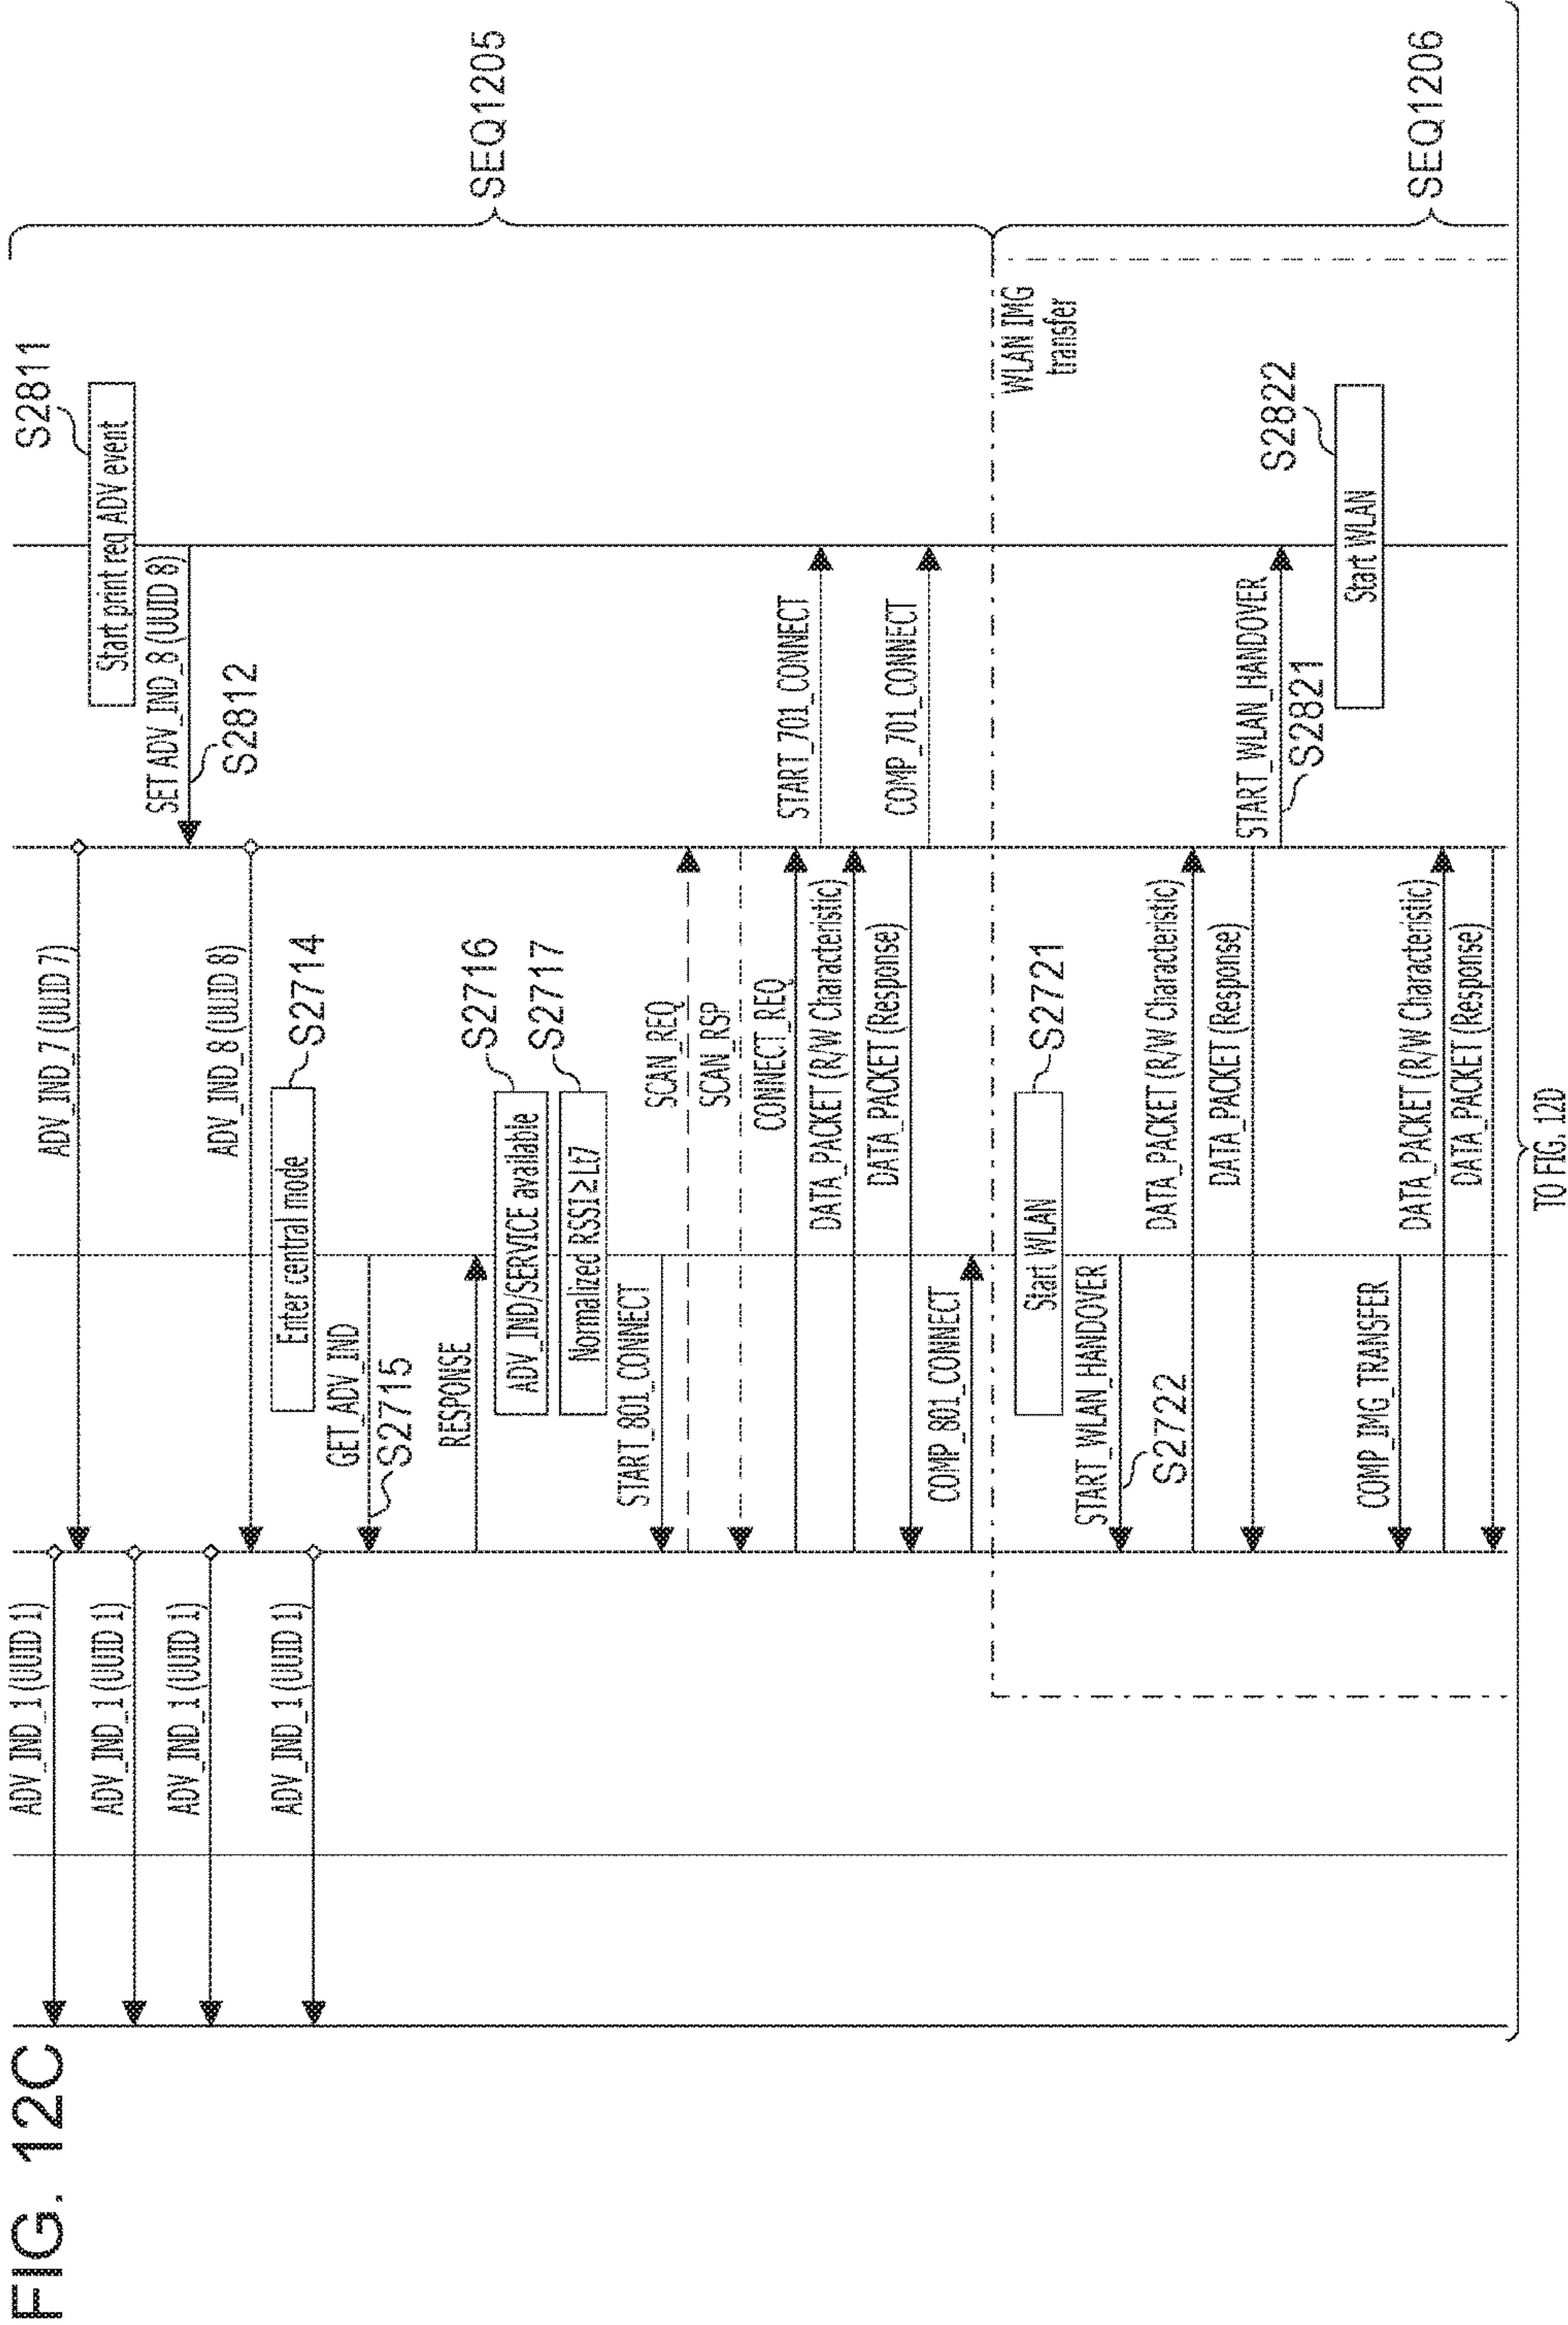 FIG. 12C
ADV_IND_1 (UUID 1)
ADV_IND_7 (UUID 7)
S2811
Start print req ADV event
ADV_IND_1 (UUID 1)
SET ADV_IND_8 (UUID 8)
S2812
ADV_IND_1 (UUID 1)
ADV_IND_8 (UUID 8)
ADV_IND_1 (UUID 1)
Enter central mode
S2714
GET_ADV_IND
S2715
RESPONSE
ADV_IND/SERVICE available
S2716
Normalized RSSI≥Lt7
S2717
START_801_CONNECT
SCAN_REQ
SCAN_RSP
CONNECT_REQ
START_701_CONNECT
DATA_PACKET (R/W Characteristic)
DATA_PACKET (Response)
COMP_701_CONNECT
COMP_801_CONNECT
SEQ1205
WLAN IMG
transfer
Start WLAN
S2721
START_WLAN_HANDOVER
S2722
DATA_PACKET (R/W Characteristic)
DATA_PACKET (Response)
START_WLAN_HANDOVER
S2821
S2822
Start WLAN
COMP_IMG_TRANSFER
DATA_PACKET (R/W Characteristic)
DATA_PACKET (Response)
SEQ1206
TO FIG. 12D